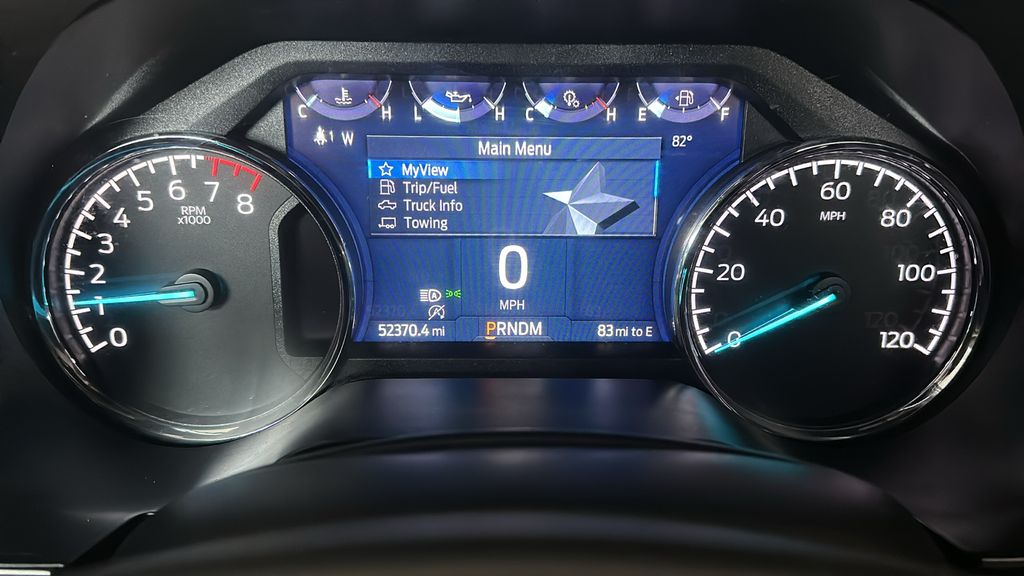 C H L H C H E F
1 W
82°
Main Menu
MyView
Trip/Fuel
Truck Info
Towing
0
MPH
A
52370.4 mi
PRNDM
83 mi to E
0 1 2 3 4 5 6 7 8
RPM
x1000
0 20 40 60 80 100 120
MPH